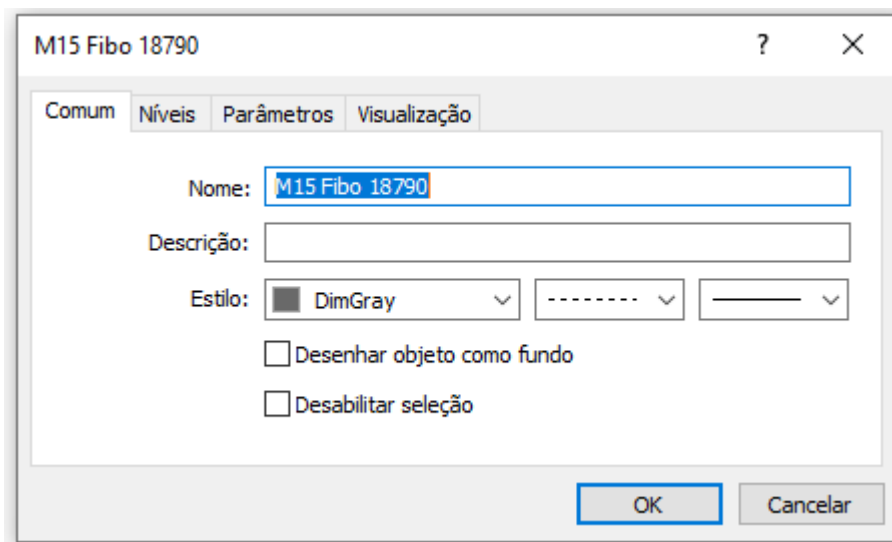 M15 Fibo 18790 ?
Comum Níveis Parâmetros Visualização
Nome: M15 Fibo 18790
Descrição:
Estilo: DimGray
Desenhar objeto como fundo
Desabilitar seleção
OK Cancelar